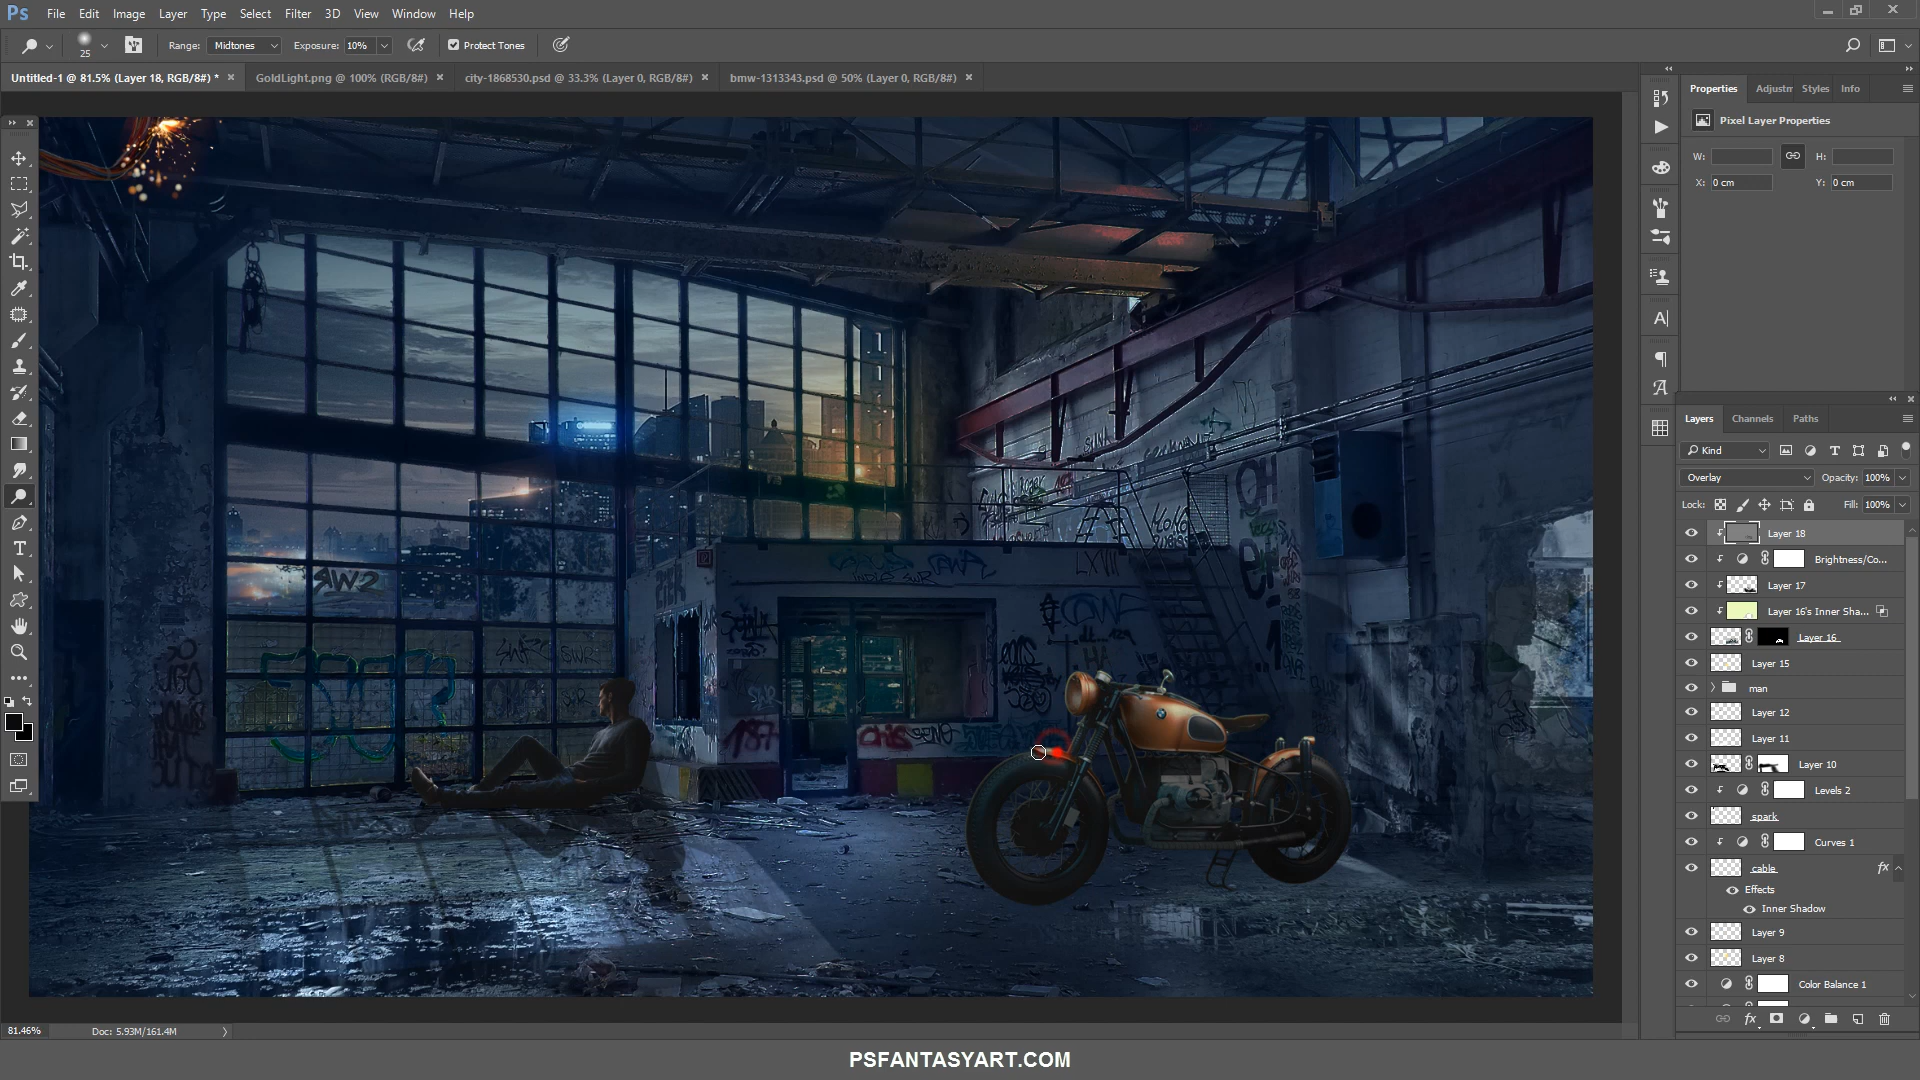 Ps File Edit Image Layer Type Select Filter 3D View Window Help
25 Range: Midtones Exposure: 10% Protect Tones
Untitled-1 @ 81.5% (Layer 18, RGB/8#) * × GoldLight.png @ 100% (RGB/8#) × city-1868530.psd @ 33.3% (Layer 0, RGB/8#) × bmw-1313343.psd @ 50% (Layer 0, RGB/8#) ×
Properties Adjustm Styles Info
Pixel Layer Properties
W: H:
X: 0 cm Y: 0 cm
Layers Channels Paths
Kind
Overlay Opacity: 100%
Lock: Fill: 100%
Layer 18
Brightness/Co...
Layer 17
Layer 16's Inner Sha...
Layer 16
Layer 15
man
Layer 12
Layer 11
Layer 10
Levels 2
spark
Curves 1
cable fx
Effects
Inner Shadow
Layer 9
Layer 8
Color Balance 1
fx
187
81.46% Doc: 5.93M/161.4M
PSFANTASYART.COM